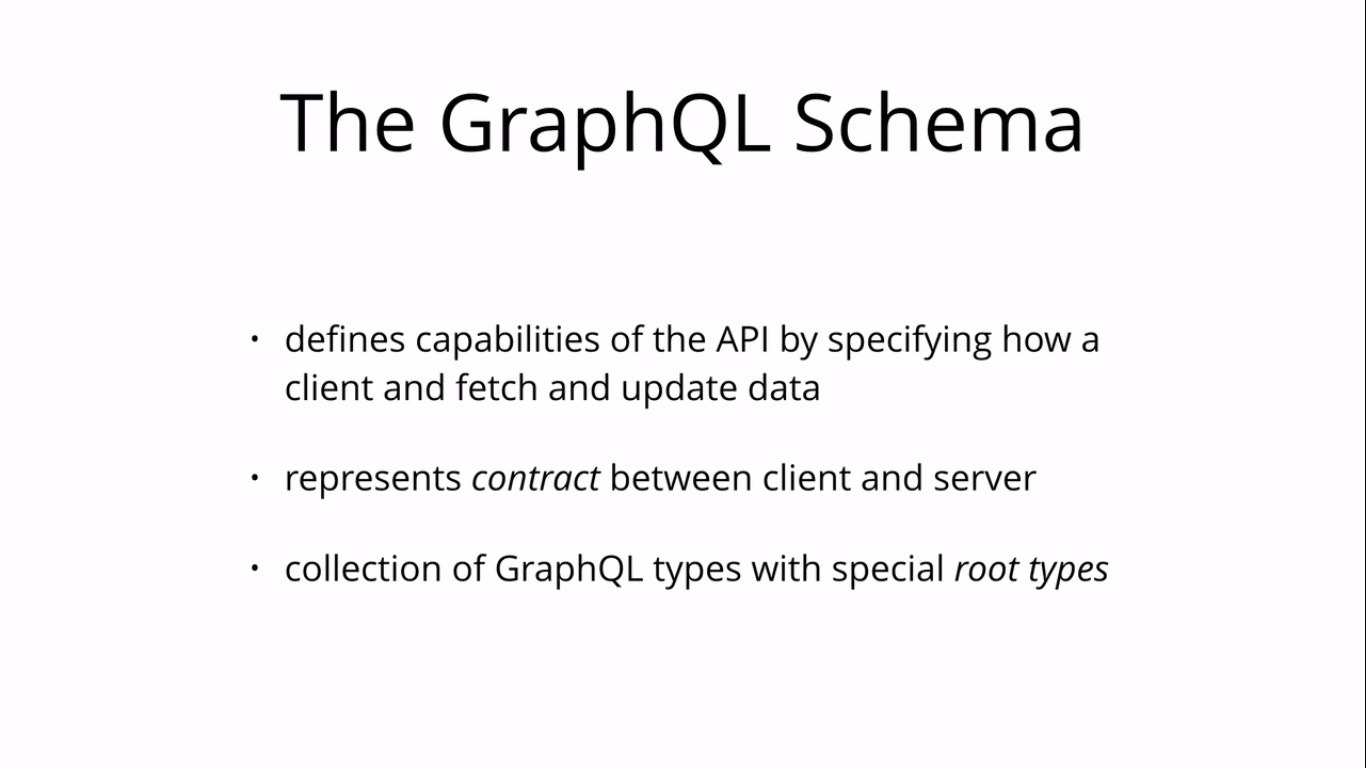 The GraphQL Schema
• defines capabilities of the API by specifying how a
client and fetch and update data
• represents contract between client and server
• collection of GraphQL types with special root types